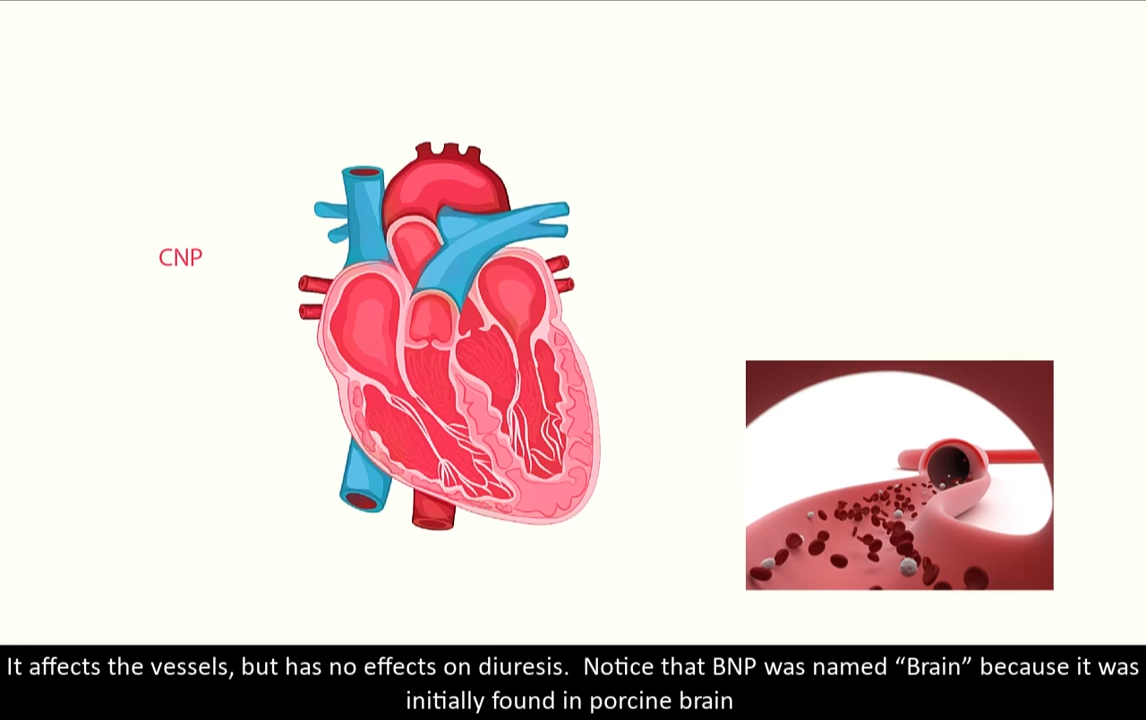 CNP
It affects the vessels, but has no effects on diuresis.  Notice that BNP was named “Brain” because it was
initially found in porcine brain